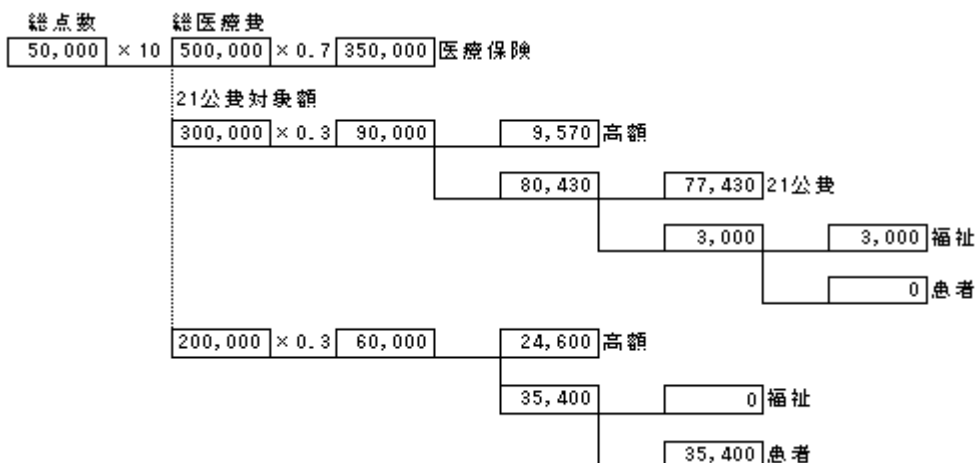 総点数 総医療費
50,000 × 10 500,000 × 0.7 350,000 医療保険
21公費対象額
300,000 × 0.3 90,000 9,570 高額
80,430 77,430 21公費
3,000 3,000 福祉
0 患者
200,000 × 0.3 60,000 24,600 高額
35,400 0 福祉
35,400 患者